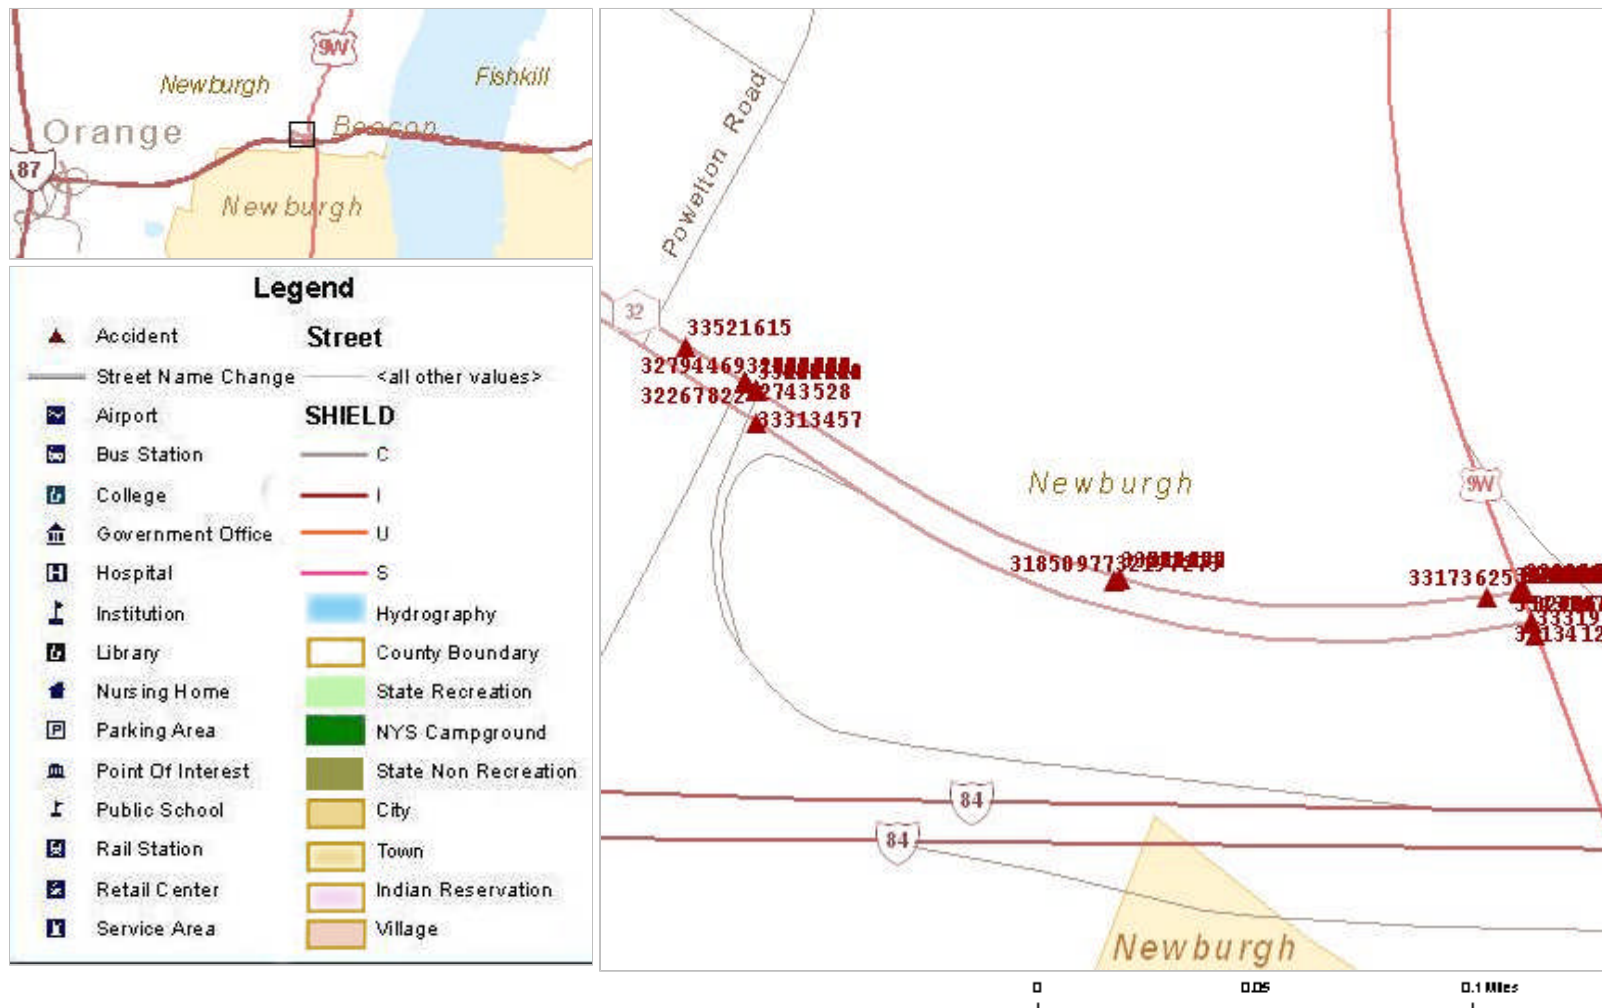 9W
Newburgh
Fishkill
Orange
Beacon
87
Newburgh
Legend
Accident
Street
Street Name Change
<all other values>
Airport
SHIELD
Bus Station
C
College
I
Government Office
U
Hospital
S
Institution
Hydrography
Library
County Boundary
Nursing Home
State Recreation
Parking Area
NYS Campground
Point Of Interest
State Non Recreation
Public School
City
Rail Station
Town
Retail Center
Indian Reservation
Service Area
Village
Powelton Road
32
33521615
32794469
32267822
33313457
Newburgh
9W
31850977
33173625
84
84
Newburgh
0
0.05
0.1 Miles